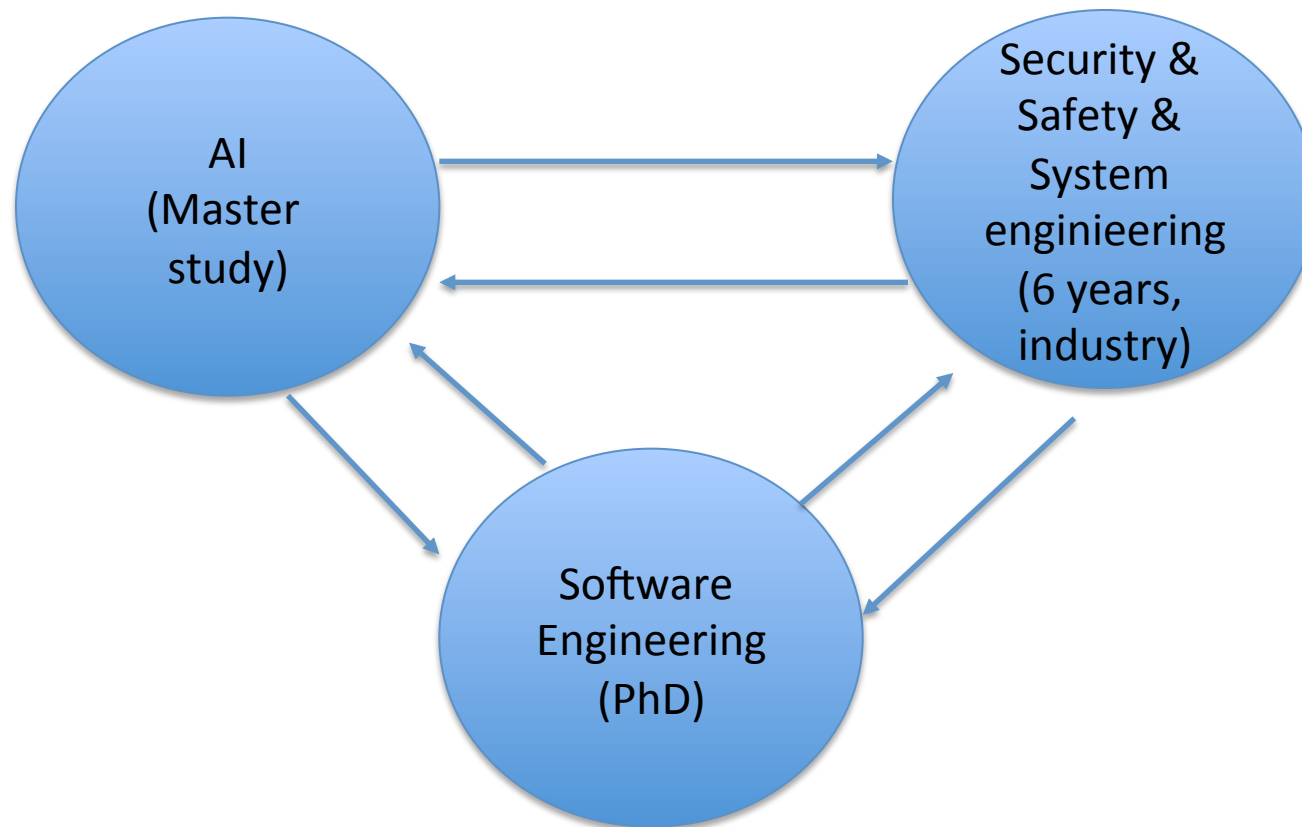 AI
(Master
study)
Security &
Safety &
System
enginieering
(6 years,
industry)
Software
Engineering
(PhD)